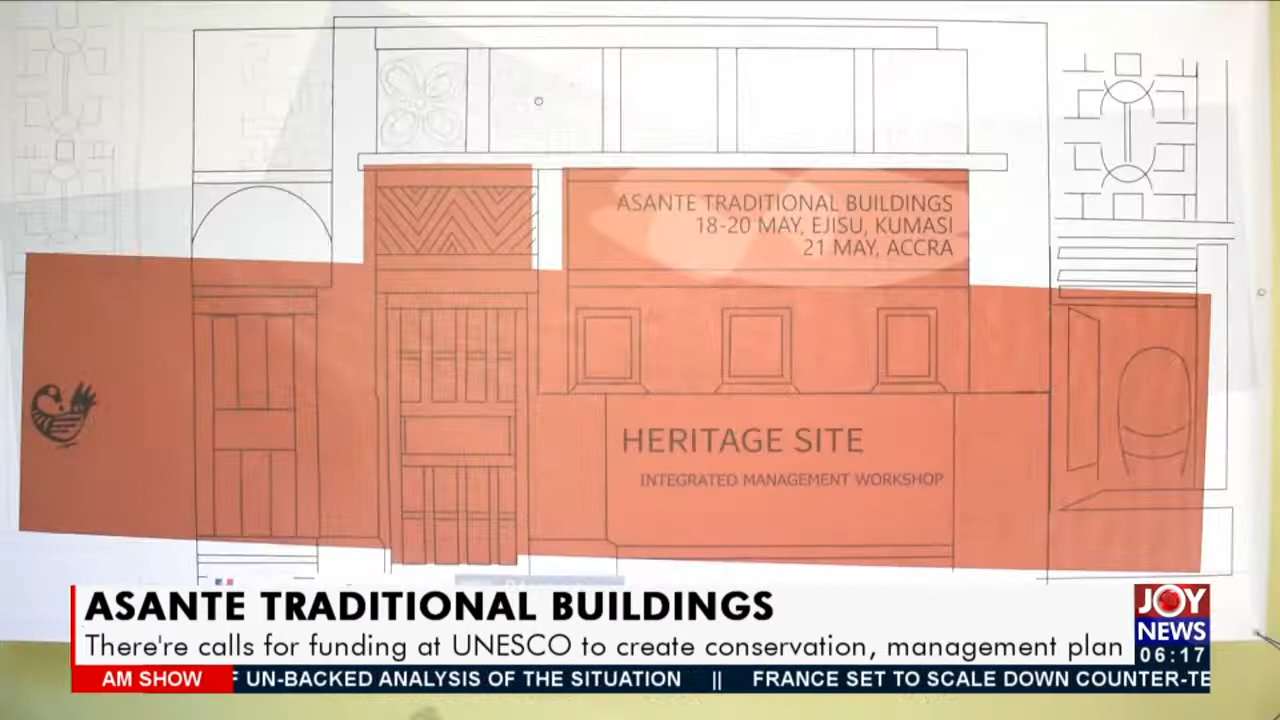 ASANTE TRADITIONAL BUILDINGS
18-20 MAY, EJISU, KUMASI
21 MAY, ACCRA
HERITAGE SITE
INTEGRATED MANAGEMENT WORKSHOP
ASANTE TRADITIONAL BUILDINGS
There're calls for funding at UNESCO to create conservation, management plan
JOY
NEWS
06:17
AM SHOW
UN-BACKED ANALYSIS OF THE SITUATION || FRANCE SET TO SCALE DOWN COUNTER-TE